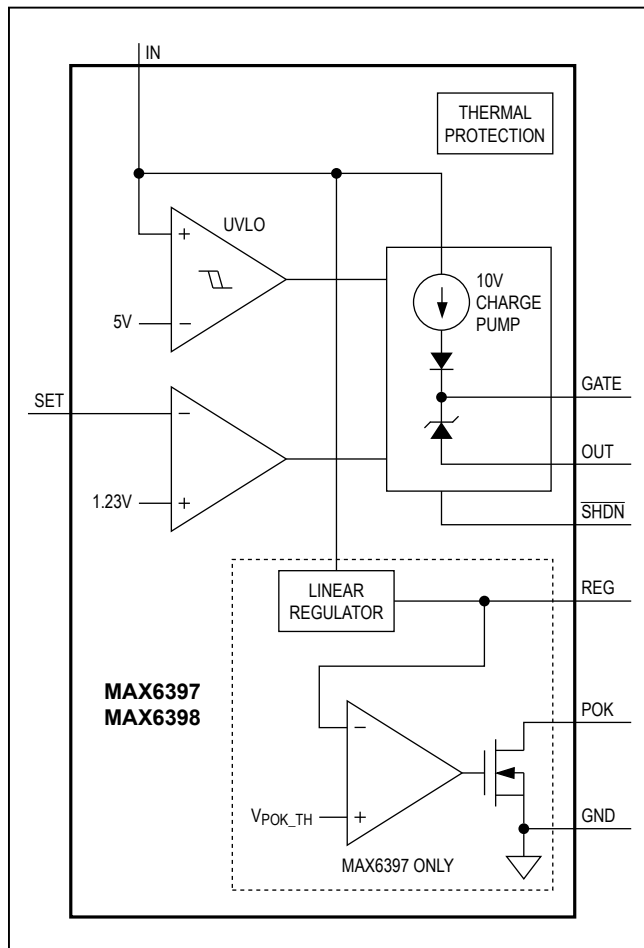 IN
THERMAL
PROTECTION
UVLO
+
5V
−
10V
CHARGE
PUMP
GATE
SET
−
OUT
1.23V
+
SHDN
LINEAR
REGULATOR
REG
MAX6397
MAX6398
−
POK
VPOK_TH
+
GND
MAX6397 ONLY